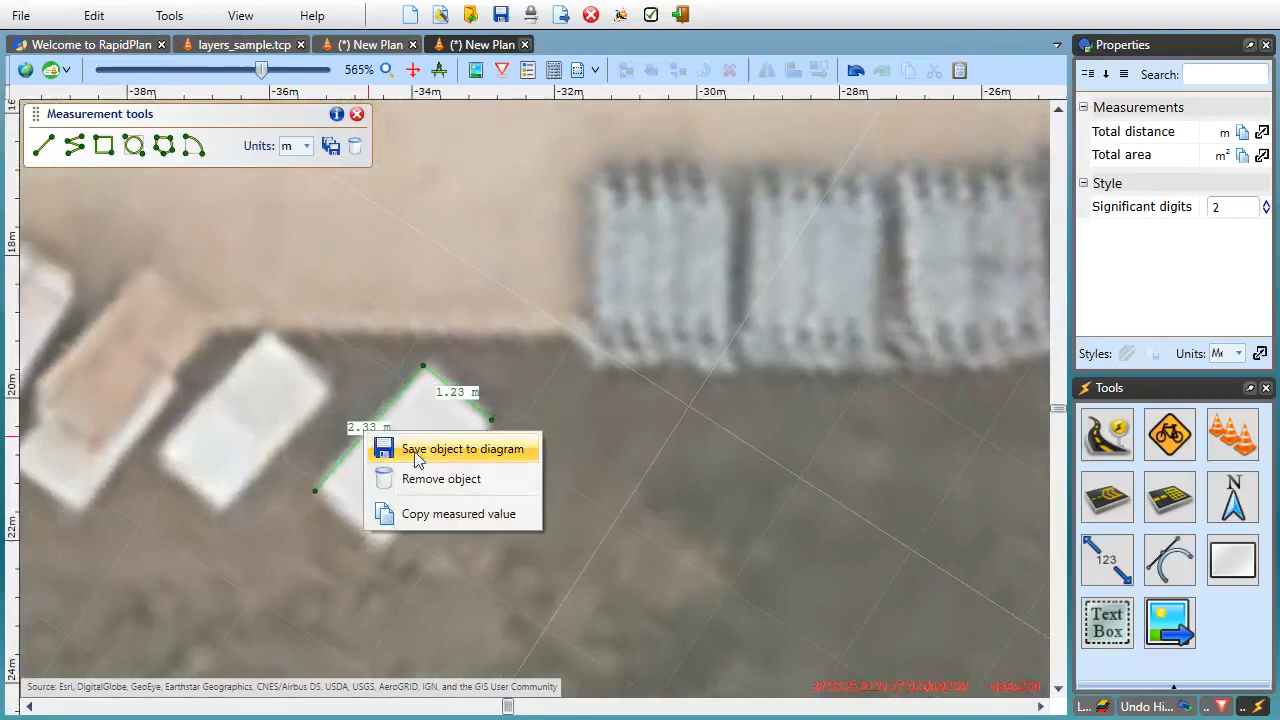 File Edit Tools View Help
Welcome to RapidPlan layers_sample.tcp (*) New Plan (*) New Plan
565%
-38m -36m -34m -32m -30m -28m -26m
Measurement tools
Units: m
18m
20m
22m
24m
1.23 m
2.33 m
Save object to diagram
Remove object
Copy measured value
Source: Esri, DigitalGlobe, GeoEye, Earthstar Geographics, CNES/Airbus DS, USDA, USGS, AeroGRID, IGN, and the GIS User Community
Properties
Search:
Measurements
Total distance m
Total area m²
Style
Significant digits 2
Styles: Units: Me
Tools
N
123
Text
Box
L... Undo Hi... .. ..